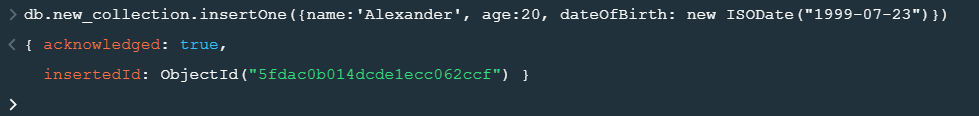 > db.new_collection.insertOne({name:'Alexander', age:20, dateOfBirth: new ISODate("1999-07-23")})
< { acknowledged: true,
insertedId: ObjectId("5fdac0b014dcde1ecc062ccf") }
>